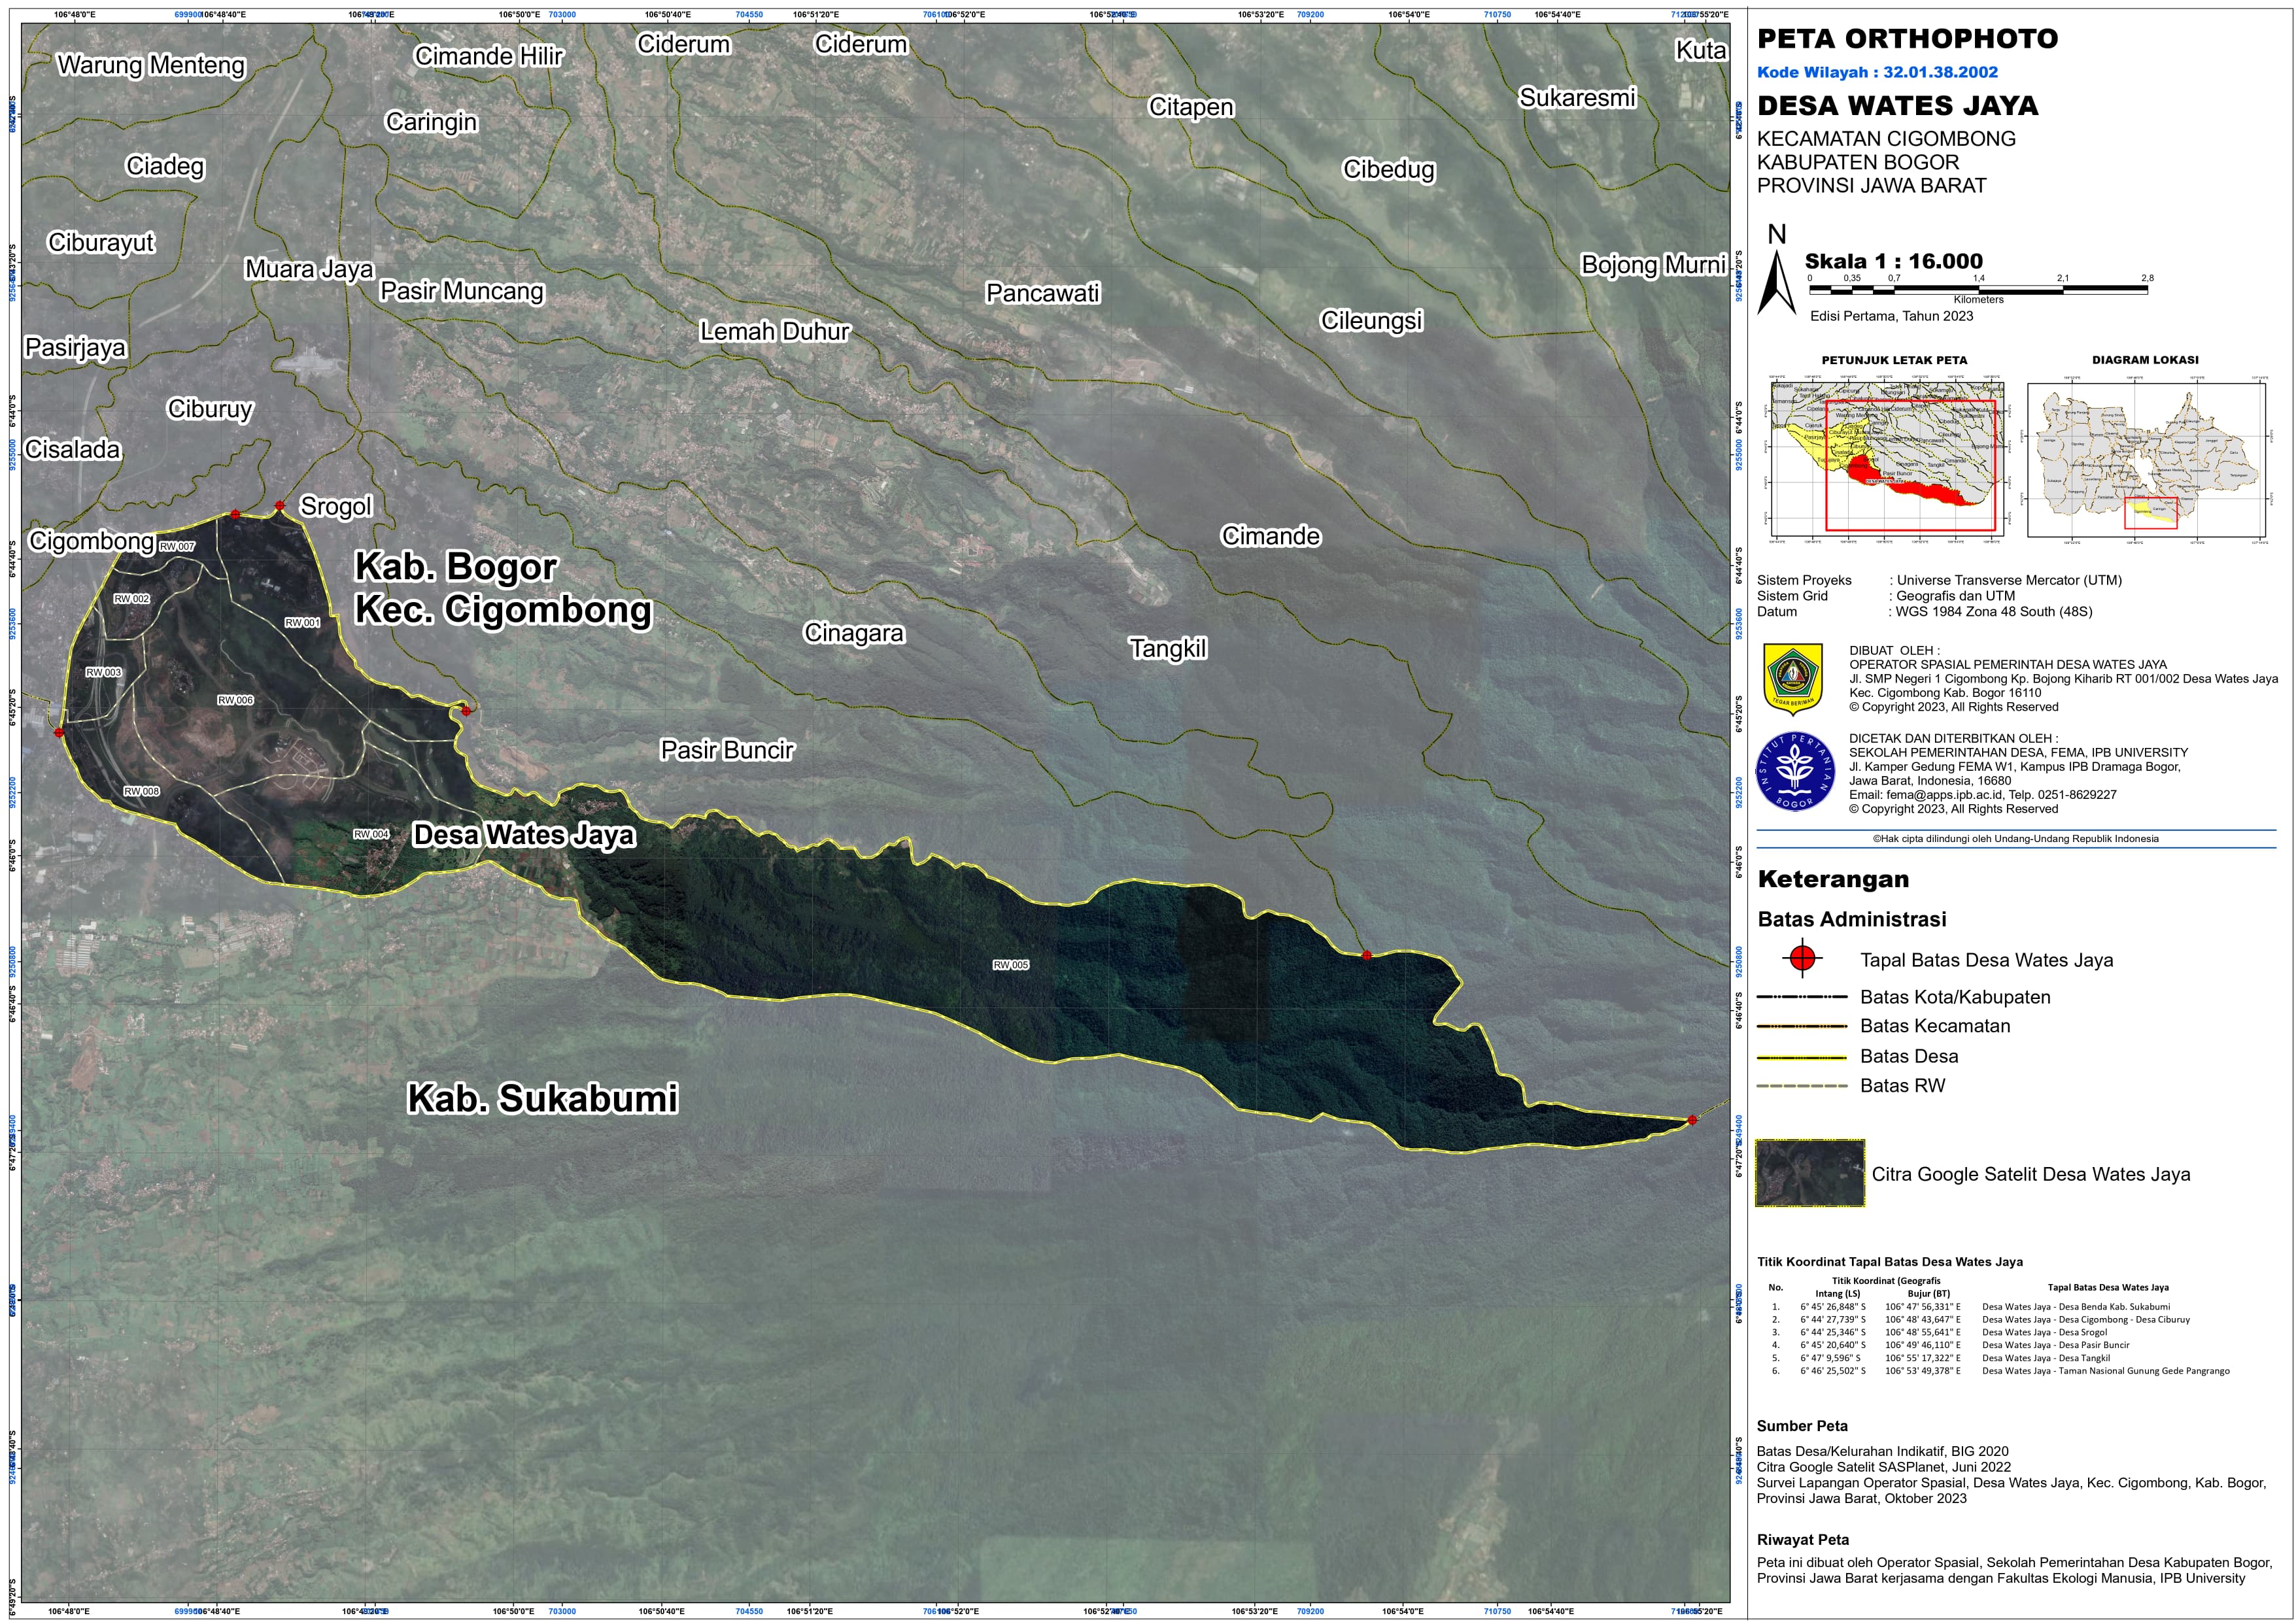 106°48'0"E
106°48'40"E
106°50'0"E
703000
106°50'40"E
704550
106°51'20"E
106°52'0"E
106°53'20"E
709200
106°54'0"E
710750
106°54'40"E
Warung Menteng
Cimande Hilir
Ciderum
Ciderum
Kuta
Caringin
Citapen
Sukaresmi
Ciadeg
Cibedug
Ciburayut
Muara Jaya
Pasir Muncang
Pancawati
Bojong Murni
Cileungsi
Lemah Duhur
Pasirjaya
Ciburuy
Cisalada
Srogol
Cigombong
RW 007
Cimande
Kab. Bogor
Kec. Cigombong
RW 002
RW 001
Cinagara
Tangkil
RW 003
RW 006
Pasir Buncir
RW 008
RW 004
Desa Wates Jaya
RW 005
Kab. Sukabumi
6°44'0"S
9255000
6°44'40"S
9253600
6°45'20"S
9252200
6°46'0"S
9250800
6°46'40"S
6°49'20"S
6°44'0"S
9255000
6°44'40"S
9253600
6°45'20"S
9252200
6°46'0"S
9250800
6°46'40"S
6°47'20"S
106°48'0"E
106°48'40"E
106°50'0"E
703000
106°50'40"E
704550
106°51'20"E
106°52'0"E
106°53'20"E
709200
106°54'0"E
710750
106°54'40"E
PETA ORTHOPHOTO
Kode Wilayah : 32.01.38.2002
DESA WATES JAYA
KECAMATAN CIGOMBONG
KABUPATEN BOGOR
PROVINSI JAWA BARAT
N
Skala 1 : 16.000
0 0,35 0,7 1,4 2,1 2,8
Kilometers
Edisi Pertama, Tahun 2023
PETUNJUK LETAK PETA
DIAGRAM LOKASI
Sistem Proyeks : Universe Transverse Mercator (UTM)
Sistem Grid : Geografis dan UTM
Datum : WGS 1984 Zona 48 South (48S)
TEGAR BERIMAN
DIBUAT OLEH :
OPERATOR SPASIAL PEMERINTAH DESA WATES JAYA
Jl. SMP Negeri 1 Cigombong Kp. Bojong Kiharib RT 001/002 Desa Wates Jaya
Kec. Cigombong Kab. Bogor 16110
© Copyright 2023, All Rights Reserved
INSTITUT PERTANIAN
BOGOR
DICETAK DAN DITERBITKAN OLEH :
SEKOLAH PEMERINTAHAN DESA, FEMA, IPB UNIVERSITY
Jl. Kamper Gedung FEMA W1, Kampus IPB Dramaga Bogor,
Jawa Barat, Indonesia, 16680
Email: fema@apps.ipb.ac.id, Telp. 0251-8629227
© Copyright 2023, All Rights Reserved
©Hak cipta dilindungi oleh Undang-Undang Republik Indonesia
Keterangan
Batas Administrasi
Tapal Batas Desa Wates Jaya
Batas Kota/Kabupaten
Batas Kecamatan
Batas Desa
Batas RW
Citra Google Satelit Desa Wates Jaya
Titik Koordinat Tapal Batas Desa Wates Jaya
No. Titik Koordinat (Geografis Tapal Batas Desa Wates Jaya
Intang (LS) Bujur (BT)
1. 6° 45' 26,848" S 106° 47' 56,331" E Desa Wates Jaya - Desa Benda Kab. Sukabumi
2. 6° 44' 27,739" S 106° 48' 43,647" E Desa Wates Jaya - Desa Cigombong - Desa Ciburuy
3. 6° 44' 25,346" S 106° 48' 55,641" E Desa Wates Jaya - Desa Srogol
4. 6° 45' 20,640" S 106° 49' 46,110" E Desa Wates Jaya - Desa Pasir Buncir
5. 6° 47' 9,596" S 106° 55' 17,322" E Desa Wates Jaya - Desa Tangkil
6. 6° 46' 25,502" S 106° 53' 49,378" E Desa Wates Jaya - Taman Nasional Gunung Gede Pangrango
Sumber Peta
Batas Desa/Kelurahan Indikatif, BIG 2020
Citra Google Satelit SASPlanet, Juni 2022
Survei Lapangan Operator Spasial, Desa Wates Jaya, Kec. Cigombong, Kab. Bogor,
Provinsi Jawa Barat, Oktober 2023
Riwayat Peta
Peta ini dibuat oleh Operator Spasial, Sekolah Pemerintahan Desa Kabupaten Bogor,
Provinsi Jawa Barat kerjasama dengan Fakultas Ekologi Manusia, IPB University